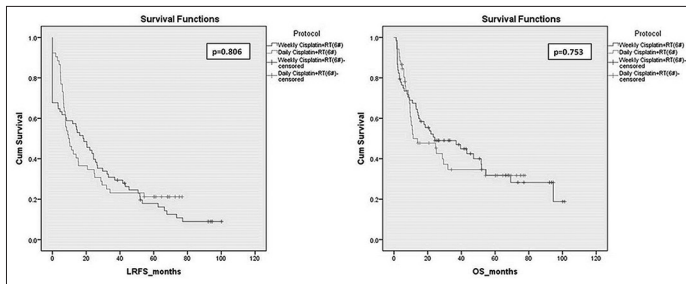 Survival Functions
p=0.806
Protocol
Weekly Cisplatin+RT(6#)
Daily Cisplatin+RT(6#)
Weekly Cisplatin+RT(6#)-
censored
Daily Cisplatin+RT(6#)-
censored
Cum Survival
1.0
0.8
0.6
0.4
0.2
0.0
0 20 40 60 80 100 120
LRFS_months
Survival Functions
p=0.753
Protocol
Weekly Cisplatin+RT(6#)
Daily Cisplatin+RT(6#)
Weekly Cisplatin+RT(6#)-
censored
Daily Cisplatin+RT(6#)-
censored
Cum Survival
1.0
0.8
0.6
0.4
0.2
0.0
0 20 40 60 80 100 120
OS_months